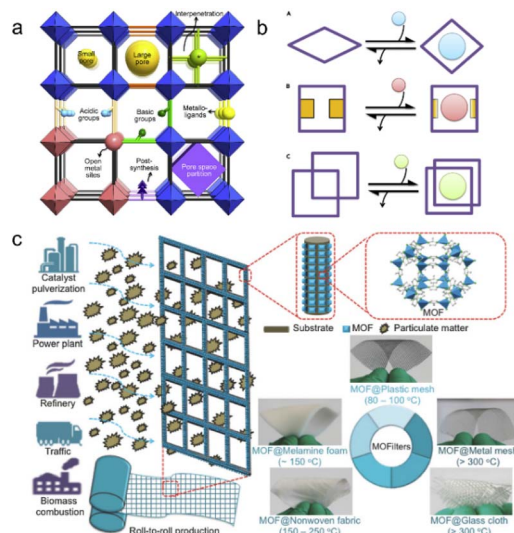 a
Interpenetration
Small
pore
Large
pore
Acidic
groups
Basic
groups
Metallo-
ligands
Open
metal
sites
Post-
synthesis
Pore space
partition
b
A
B
C
c
Catalyst
pulverization
Power plant
Refinery
Traffic
Biomass
combustion
Roll-to-roll production
MOF
Substrate
MOF
Particulate matter
MOF@Plastic mesh
(80 – 100 °C)
MOF@Melamine foam
(~ 150 °C)
MOFilters
MOF@Metal mesh
(> 300 °C)
MOF@Nonwoven fabric
(150 – 250 °C)
MOF@Glass cloth
(> 300 °C)